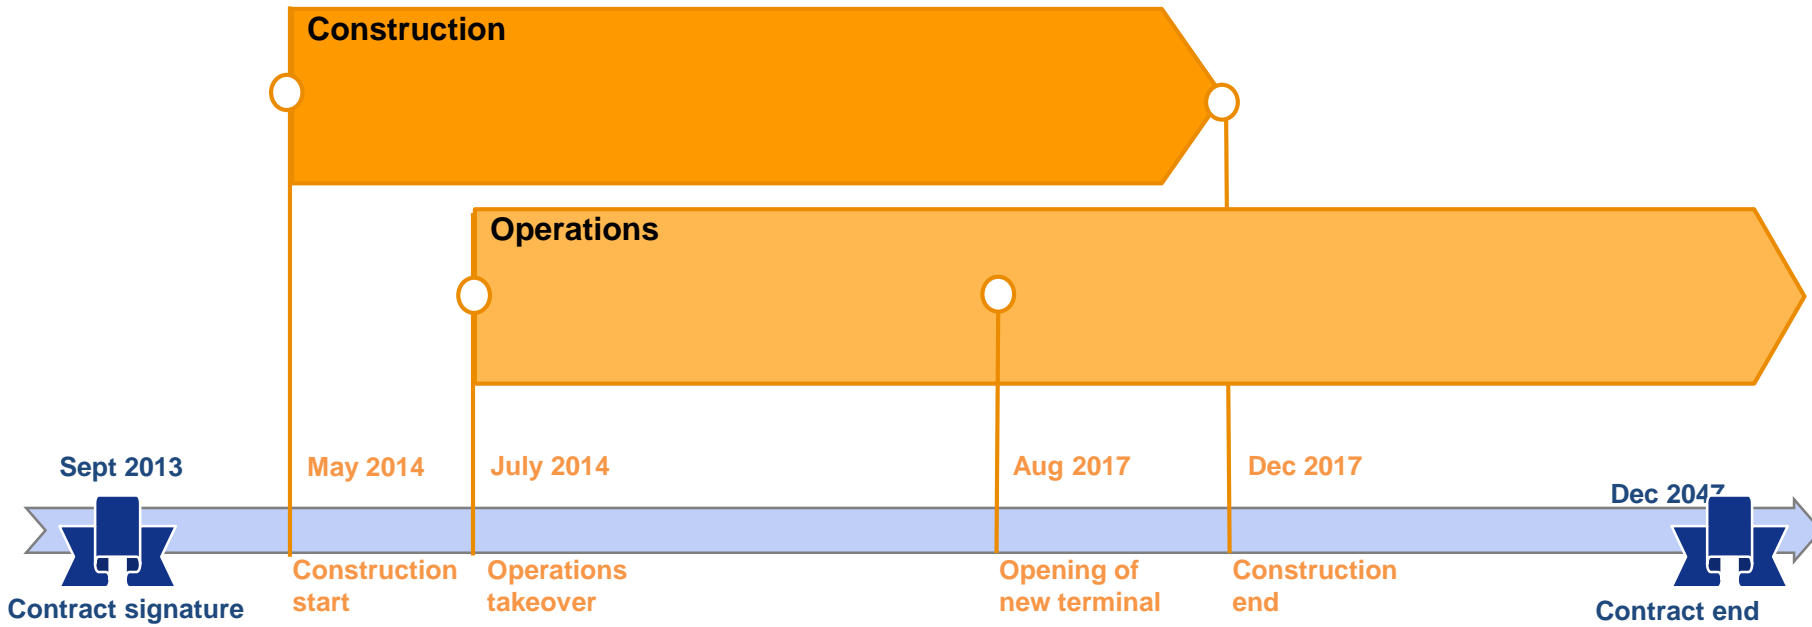 Construction
Operations
Sept 2013
May 2014
July 2014
Aug 2017
Dec 2017
Dec 2047
Construction
start
Operations
takeover
Opening of
new terminal
Construction
end
Contract signature
Contract end